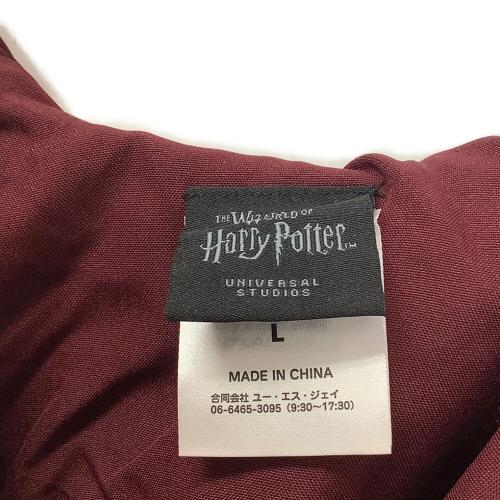 THE WIZARDING WORLD OF
Harry Potter™
UNIVERSAL
STUDIOS
L
MADE IN CHINA
合同会社 ユー・エス・ジェイ
06-6465-3095（9:30～17:30）